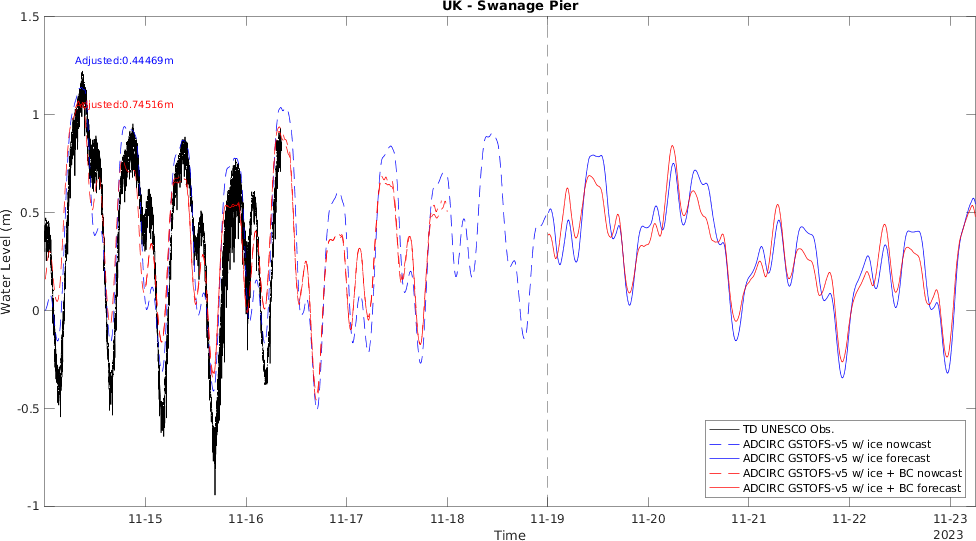 UK - Swanage Pier
1.5
Adjusted:0.44469m
Adjusted:0.74516m
1
0.5
0
-0.5
-1
Water Level (m)
TD UNESCO Obs.
ADCIRC GSTOFS-v5 w/ ice nowcast
ADCIRC GSTOFS-v5 w/ ice forecast
ADCIRC GSTOFS-v5 w/ ice + BC nowcast
ADCIRC GSTOFS-v5 w/ ice + BC forecast
11-15 11-16 11-17 11-18 11-19 11-20 11-21 11-22 11-23
Time
2023